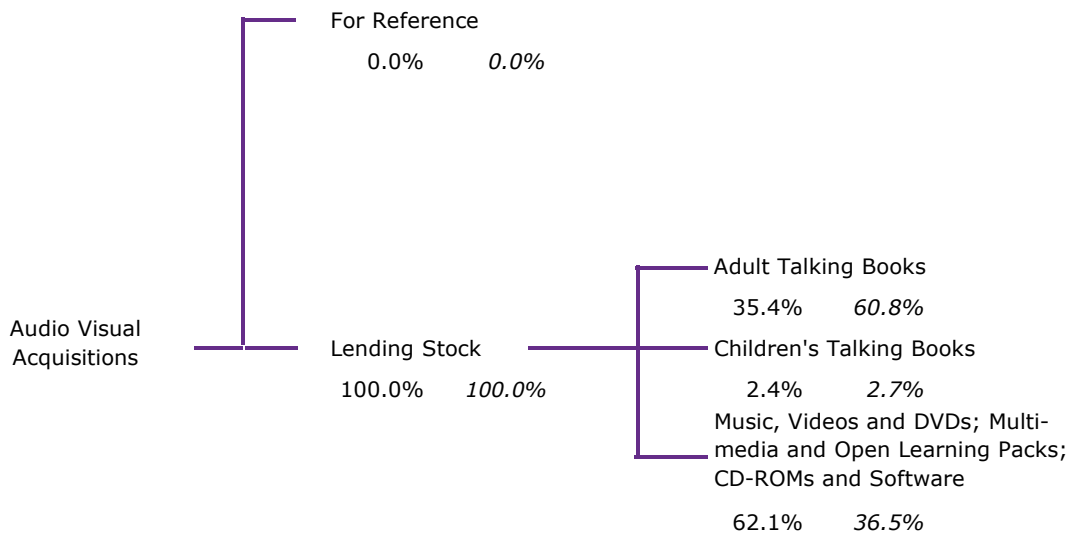 For Reference
0.0% 0.0%
Adult Talking Books
35.4% 60.8%
Audio Visual
Acquisitions
Lending Stock
100.0% 100.0%
Children's Talking Books
2.4% 2.7%
Music, Videos and DVDs; Multi-
media and Open Learning Packs;
CD-ROMs and Software
62.1% 36.5%